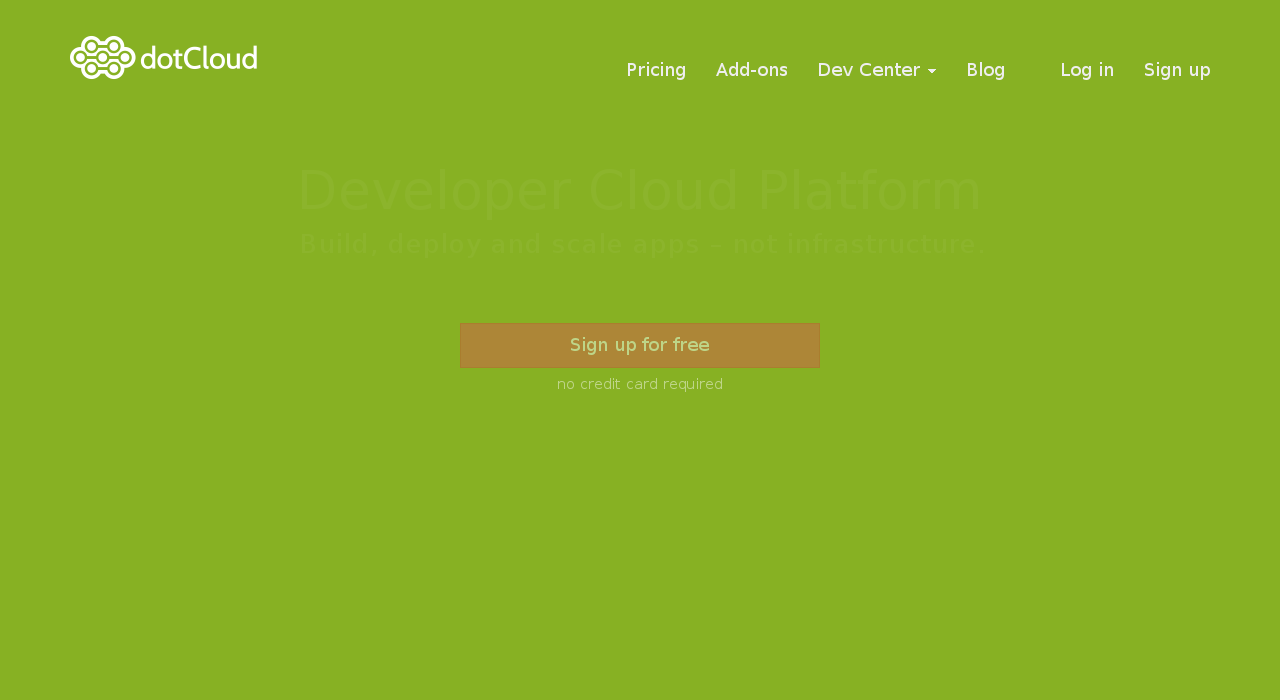 dotCloud
Pricing Add-ons Dev Center Blog Log in Sign up
Developer Cloud Platform
Build, deploy and scale apps - not infrastructure.
Sign up for free
no credit card required